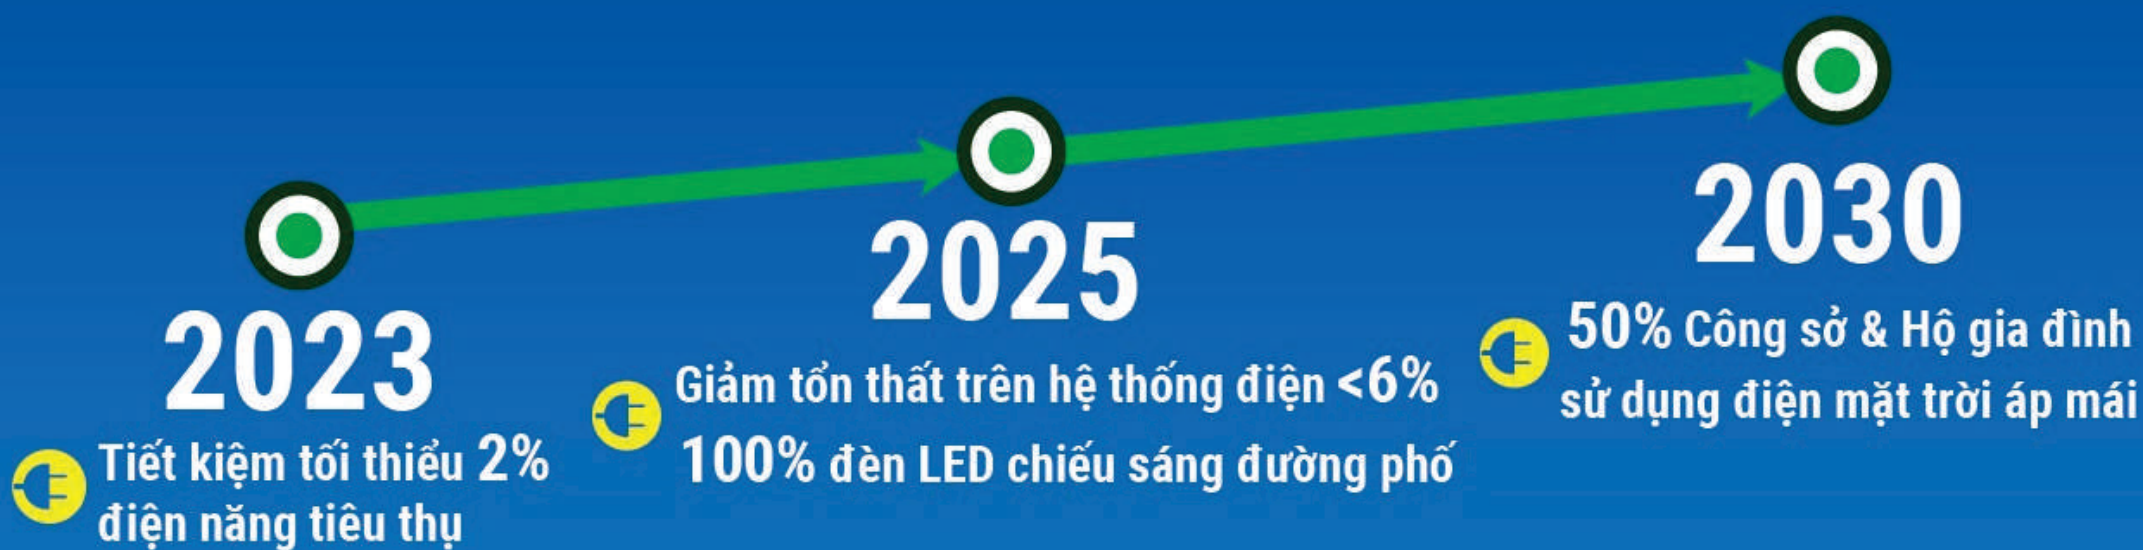 2023
Tiết kiệm tối thiểu 2%
điện năng tiêu thụ
2025
Giảm tổn thất trên hệ thống điện <6%
100% đèn LED chiếu sáng đường phố
2030
50% Công sở & Hộ gia đình
sử dụng điện mặt trời áp mái